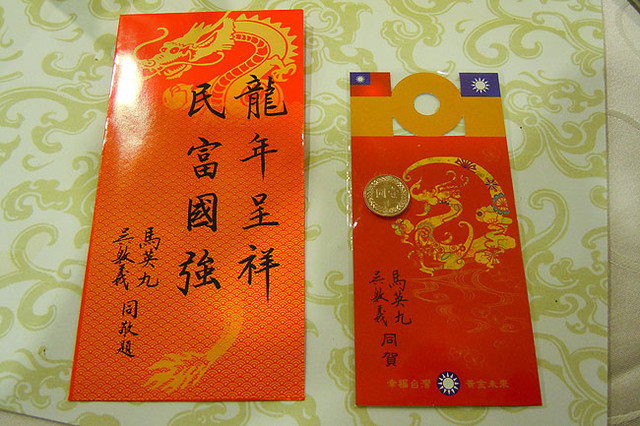 龍年呈祥
民富國強
馬英九
吳敦義
同敬題
馬英九
吳敦義
同賀
幸福台灣
黃金未來